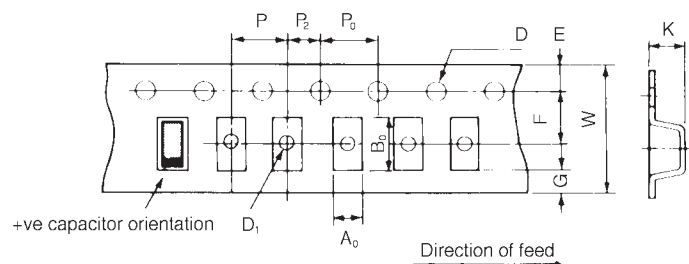 P P₂ P₀ D E K
F W
B₀
G
+ve capacitor orientation D₁ A₀
Direction of feed